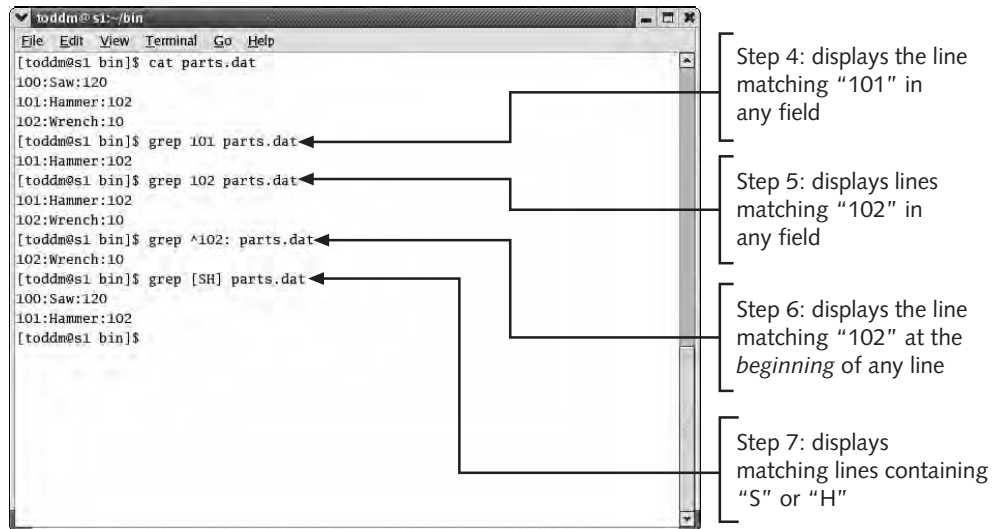 toddm@s1:~/bin
File Edit View Terminal Go Help
[toddm@s1 bin]$ cat parts.dat
100:Saw:120
101:Hammer:102
102:Wrench:10
[toddm@s1 bin]$ grep 101 parts.dat
101:Hammer:102
[toddm@s1 bin]$ grep 102 parts.dat
101:Hammer:102
102:Wrench:10
[toddm@s1 bin]$ grep ^102: parts.dat
102:Wrench:10
[toddm@s1 bin]$ grep [SH] parts.dat
100:Saw:120
101:Hammer:102
[toddm@s1 bin]$
Step 4: displays the line
matching “101” in
any field
Step 5: displays lines
matching “102” in
any field
Step 6: displays the line
matching “102” at the
beginning of any line
Step 7: displays
matching lines containing
“S” or “H”